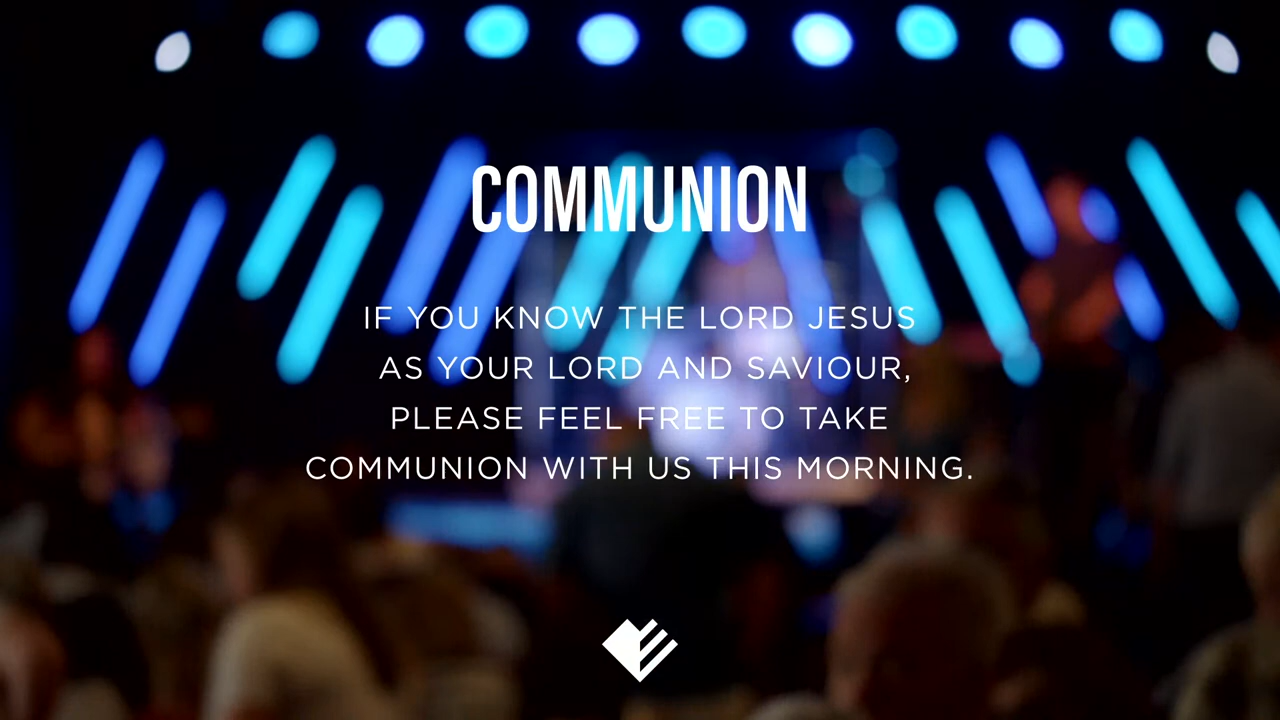 COMMUNION
IF YOU KNOW THE LORD JESUS
AS YOUR LORD AND SAVIOUR,
PLEASE FEEL FREE TO TAKE
COMMUNION WITH US THIS MORNING.